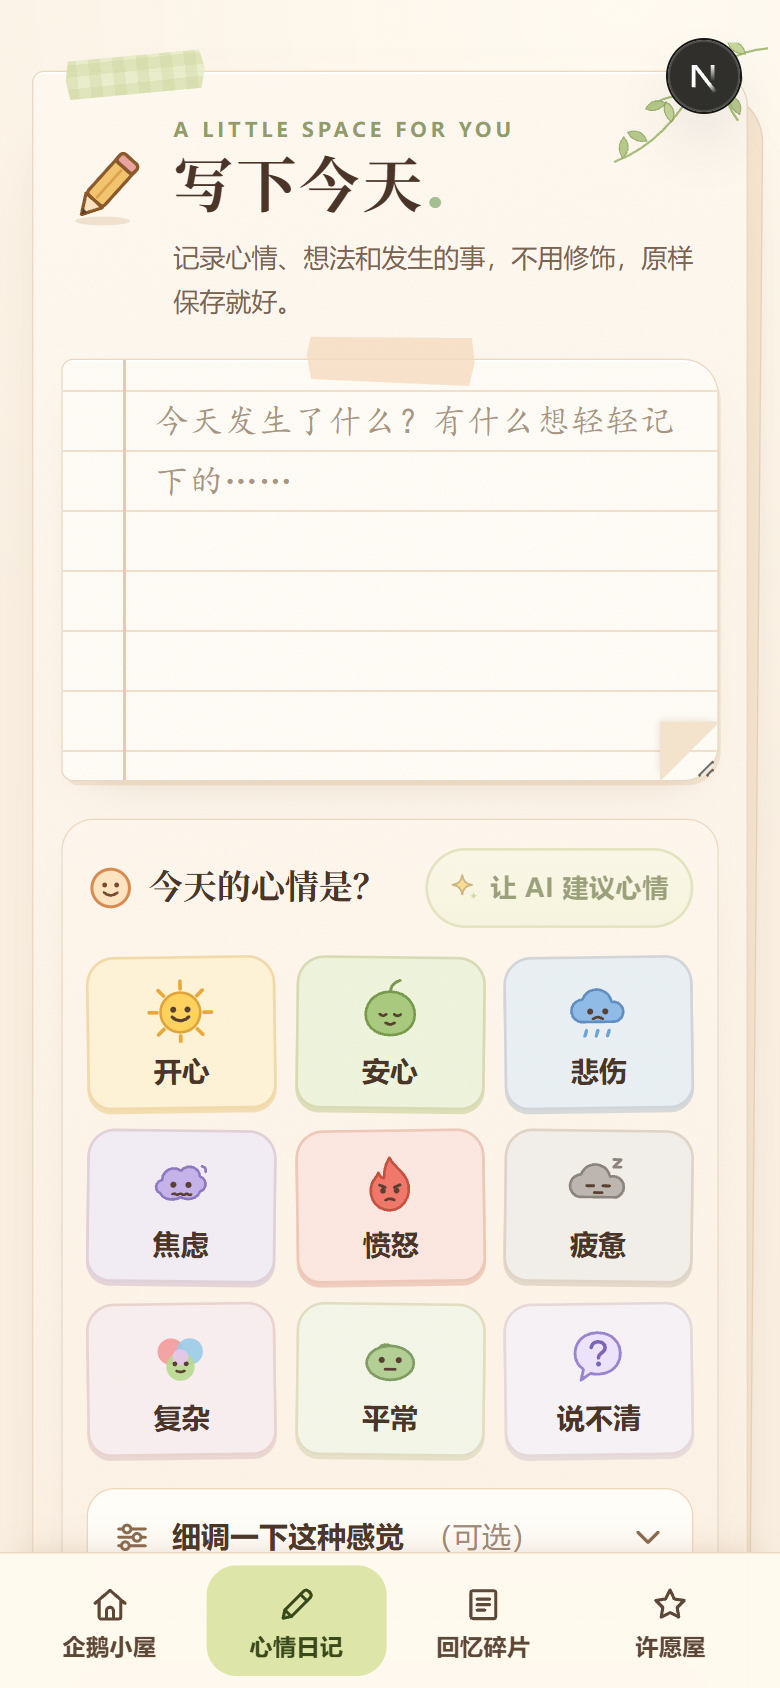 N
A LITTLE SPACE FOR YOU
写下今天.
记录心情、想法和发生的事，不用修饰，原样
保存就好。
今天发生了什么？有什么想轻轻记
下的……
今天的心情是？
让 AI 建议心情
开心
安心
悲伤
焦虑
愤怒
z
疲惫
复杂
平常
?
说不清
细调一下这种感觉 （可选）
企鹅小屋
心情日记
回忆碎片
许愿屋